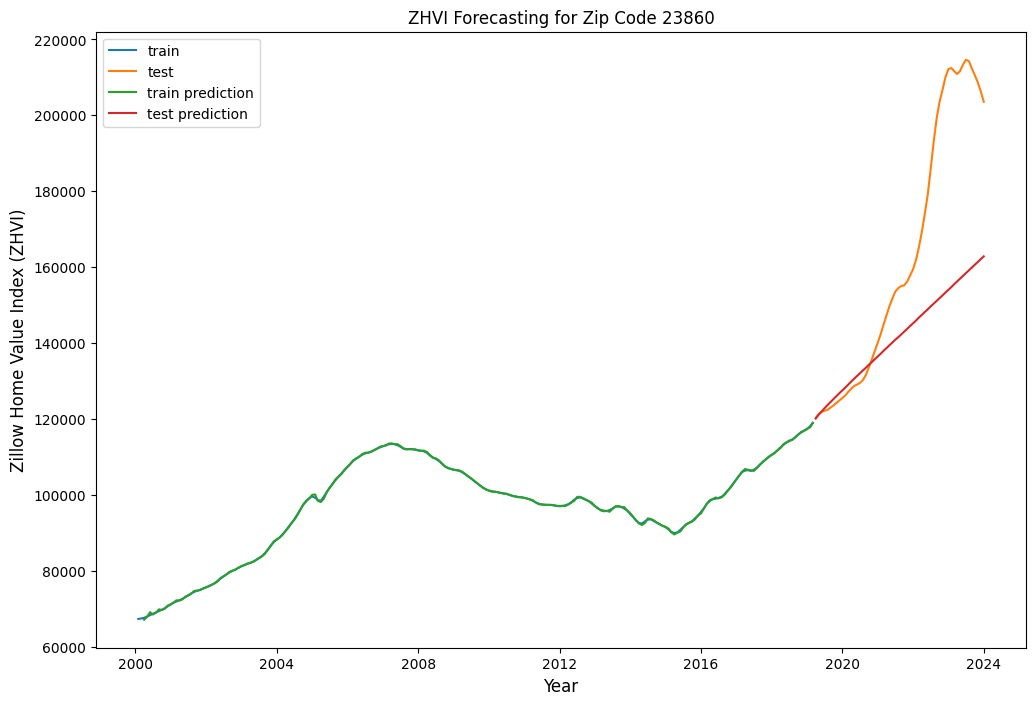 ZHVI Forecasting for Zip Code 23860
train
test
train prediction
test prediction
220000
200000
180000
160000
140000
120000
100000
80000
60000
Zillow Home Value Index (ZHVI)
2000 2004 2008 2012 2016 2020 2024
Year